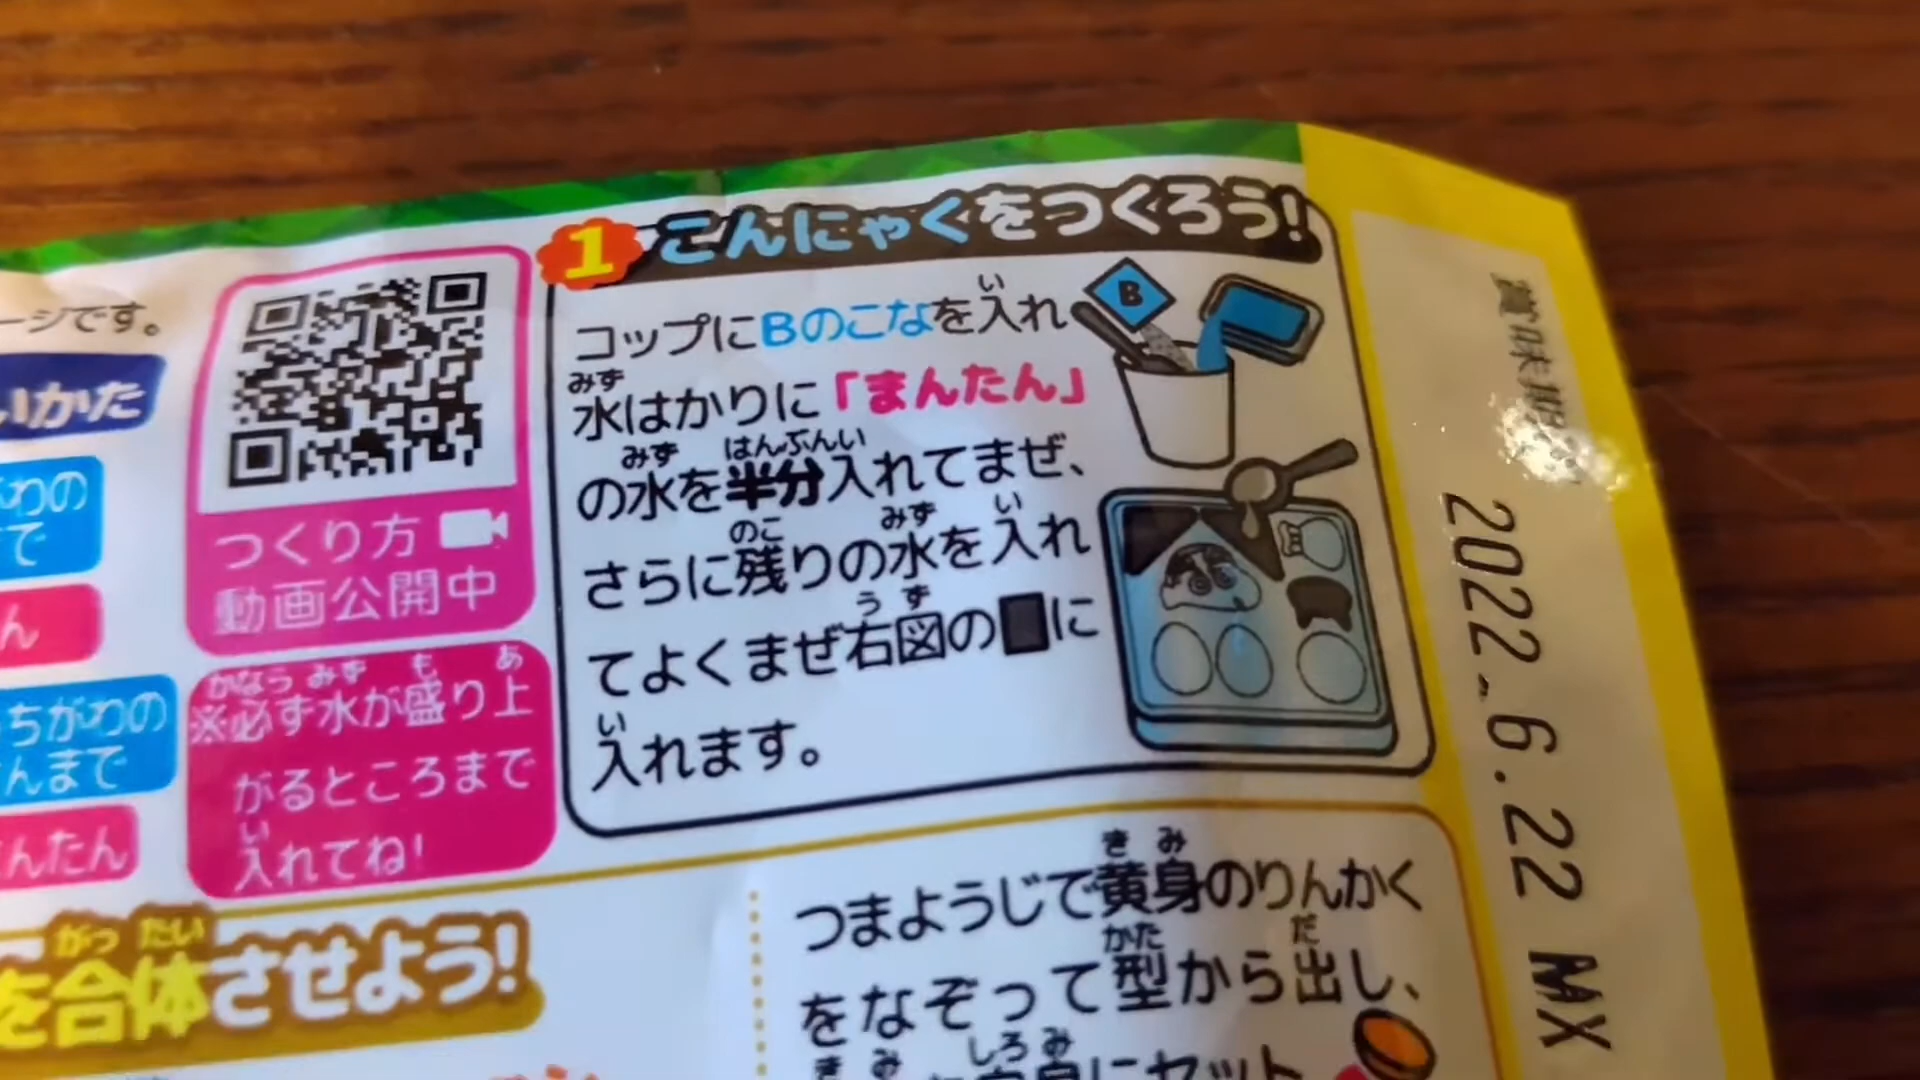 1 こんにゃくをつくろう!
コップにBのこなを入れ
水はかりに「まんたん」
の水を半分入れてまぜ、
さらに残りの水を入れ
てよくまぜ右図の■に
入れます。
B
ージです。
いかた
がわの
で
ん
ちがわの
んまで
んたん
つくり方
動画公開中
※必ず水が盛り上
がるところまで
入れてね!
を合体させよう!
つまようじで黄身のりんかく
をなぞって型から出し、
にセット
賞味期
2022.6.22 MX